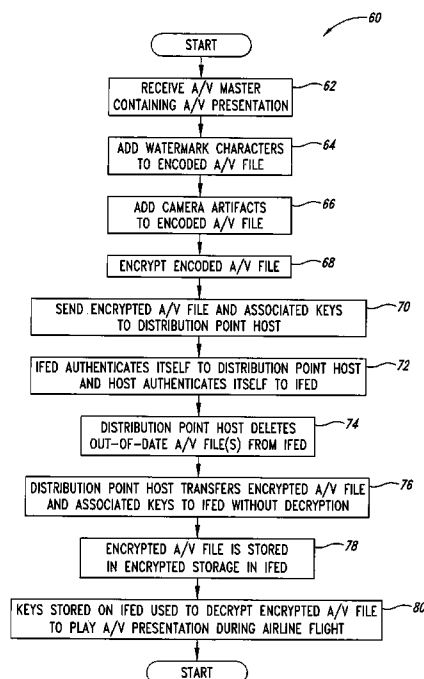 60
START
RECEIVE A/V MASTER
CONTAINING A/V PRESENTATION
62
ADD WATERMARK CHARACTERS
TO ENCODED A/V FILE
64
ADD CAMERA ARTIFACTS
TO ENCODED A/V FILE
66
ENCRYPT ENCODED A/V FILE
68
SEND ENCRYPTED A/V FILE AND ASSOCIATED KEYS
TO DISTRIBUTION POINT HOST
70
IFED AUTHENTICATES ITSELF TO DISTRIBUTION POINT HOST
AND HOST AUTHENTICATES ITSELF TO IFED
72
DISTRIBUTION POINT HOST DELETES
OUT-OF-DATE A/V FILE(S) FROM IFED
74
DISTRIBUTION POINT HOST TRANSFERS ENCRYPTED A/V FILE
AND ASSOCIATED KEYS TO IFED WITHOUT DECRYPTION
76
ENCRYPTED A/V FILE IS STORED
IN ENCRYPTED STORAGE IN IFED
78
KEYS STORED ON IFED USED TO DECRYPT ENCRYPTED A/V FILE
TO PLAY A/V PRESENTATION DURING AIRLINE FLIGHT
80
START